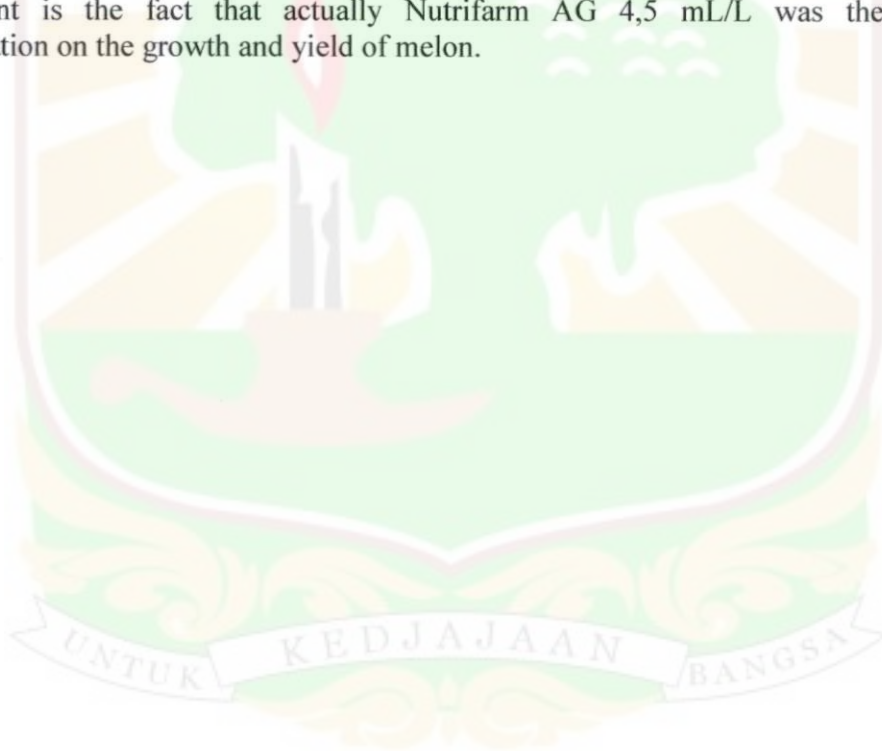 nt is the fact that actually Nutrifarm AG 4,5 mL/L was the
tion on the growth and yield of melon.
UNTUK KEDJAJAAN BANGSA